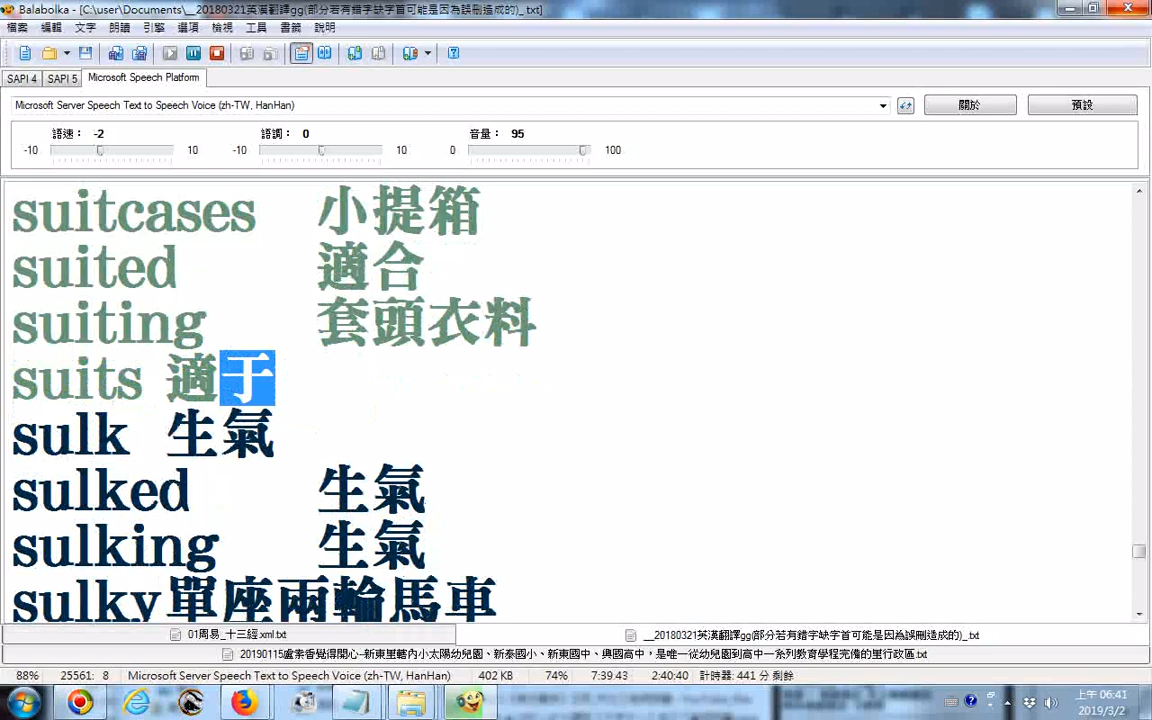 Balabolka - [C:\user\Documents\__20180321英漢翻譯gg(部分若有錯字缺字首可能是因為誤刪造成的)_.txt]
檔案 編輯 文字 朗讀 引擎 選項 檢視 工具 書籤 說明
SAPI 4 SAPI 5 Microsoft Speech Platform
Microsoft Server Speech Text to Speech Voice (zh-TW, HanHan) 關於 預設
語速: -2 語調: 0 音量: 95
-10 10 -10 10 0 100
suitcases 小提箱
suited 適合
suiting 套頭衣料
suits 適于
sulk 生氣
sulked 生氣
sulking 生氣
sulky單座兩輪馬車
01周易_十三經.xml.txt __20180321英漢翻譯gg(部分若有錯字缺字首可能是因為誤刪造成的)_.txt
20190115盧素香覺得開心-新東里轄內小太陽幼兒園、新泰國小、新東國中、興國高中，是唯一從幼兒園到高中一系列教育學程完備的里行政區.txt
88% 25561: 8 Microsoft Server Speech Text to Speech Voice (zh-TW, HanHan) 402 KB 74% 7:39.43 2:40:40 計時器: 441 分 剩餘
上午 06:41
2019/3/2